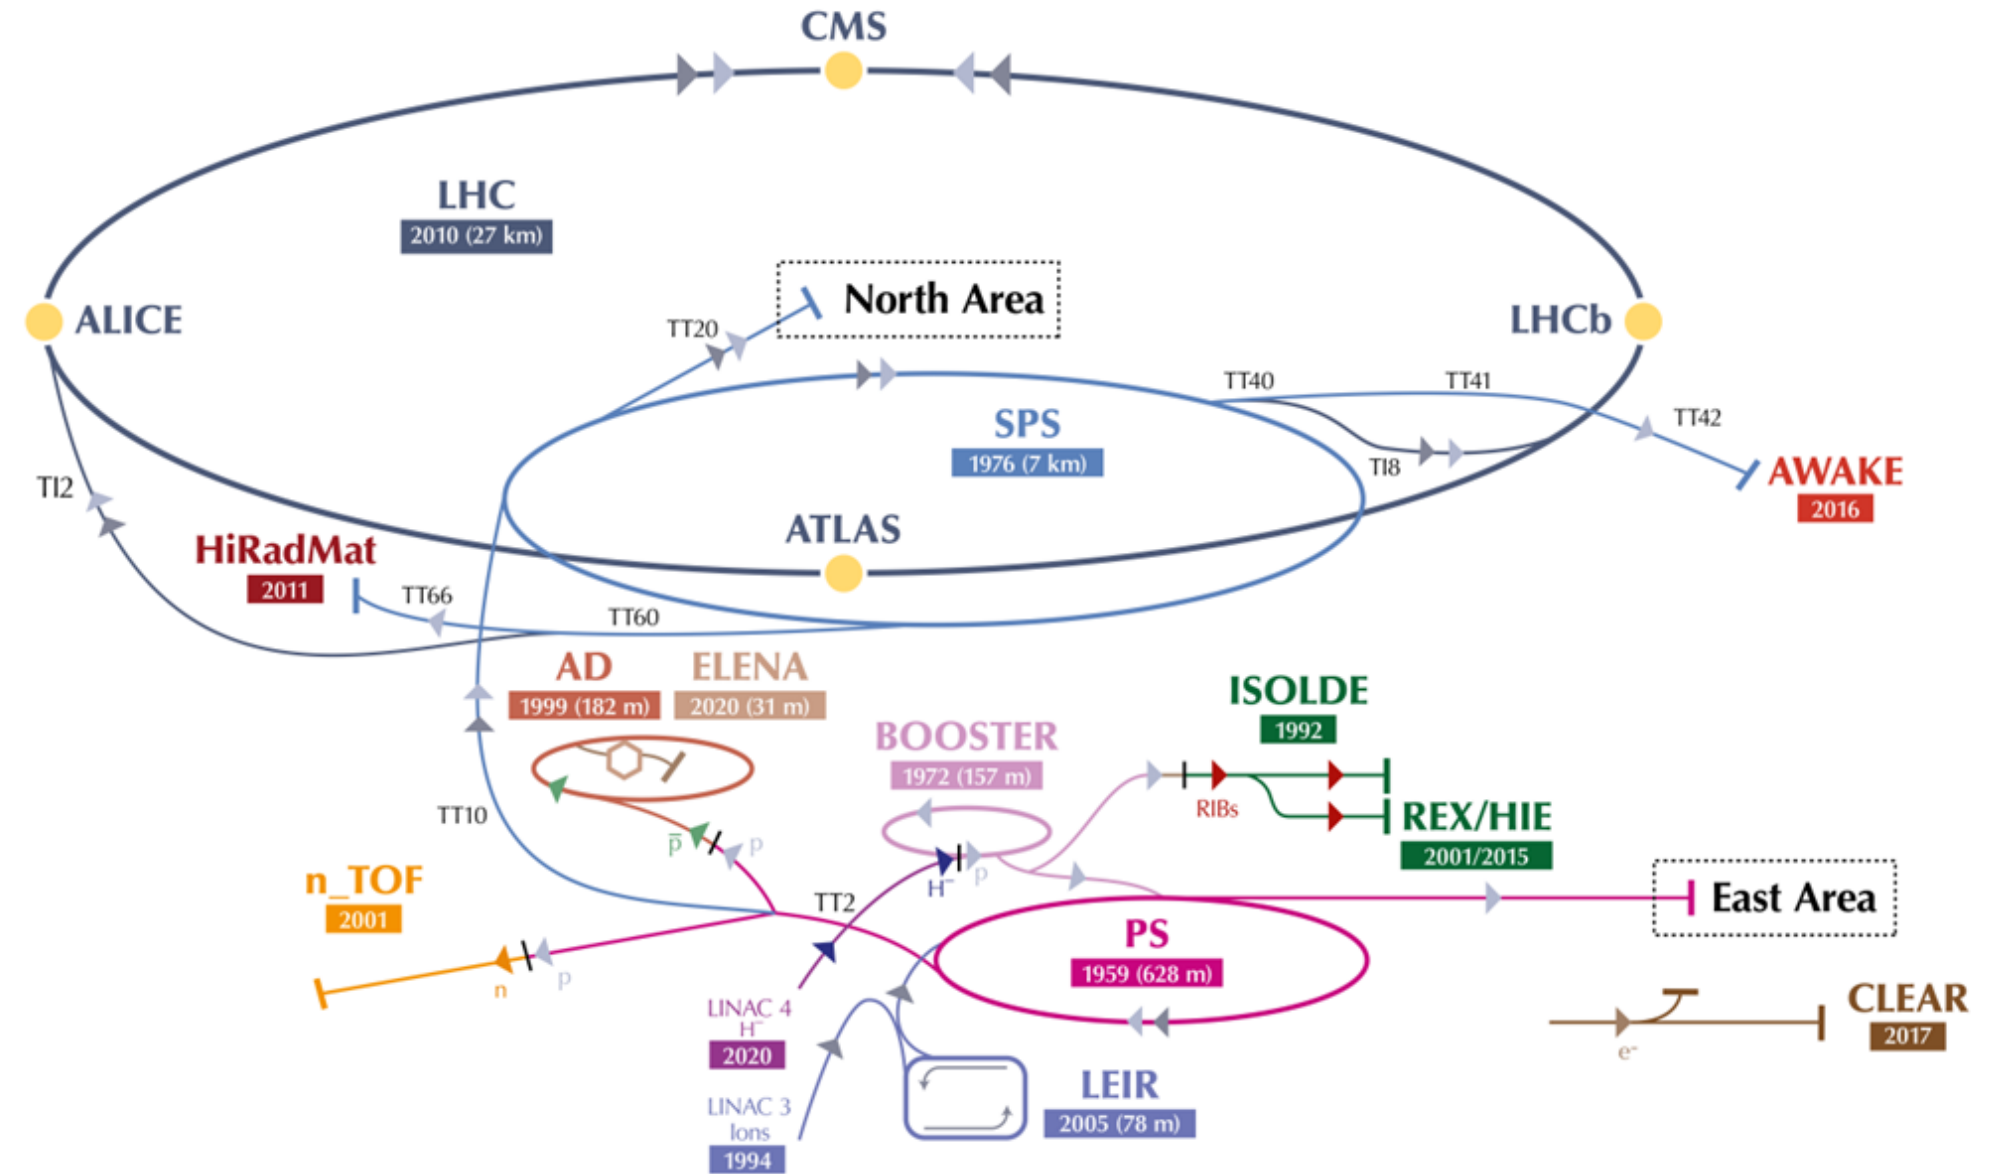 CMS
LHC
2010 (27 km)
North Area
TT20
ALICE
LHCb
TT40
TT41
TT42
SPS
1976 (7 km)
TI8
AWAKE
2016
TI2
ATLAS
HiRadMat
2011
TT66
TT60
AD
1999 (182 m)
ELENA
2020 (31 m)
ISOLDE
1992
BOOSTER
1972 (157 m)
RIBs
REX/HIE
2001/2015
TT10
p̅
p
H⁻
p
n_TOF
2001
TT2
East Area
PS
1959 (628 m)
n
p
LINAC 4
H⁻
2020
CLEAR
2017
e⁻
LEIR
2005 (78 m)
LINAC 3
Ions
1994